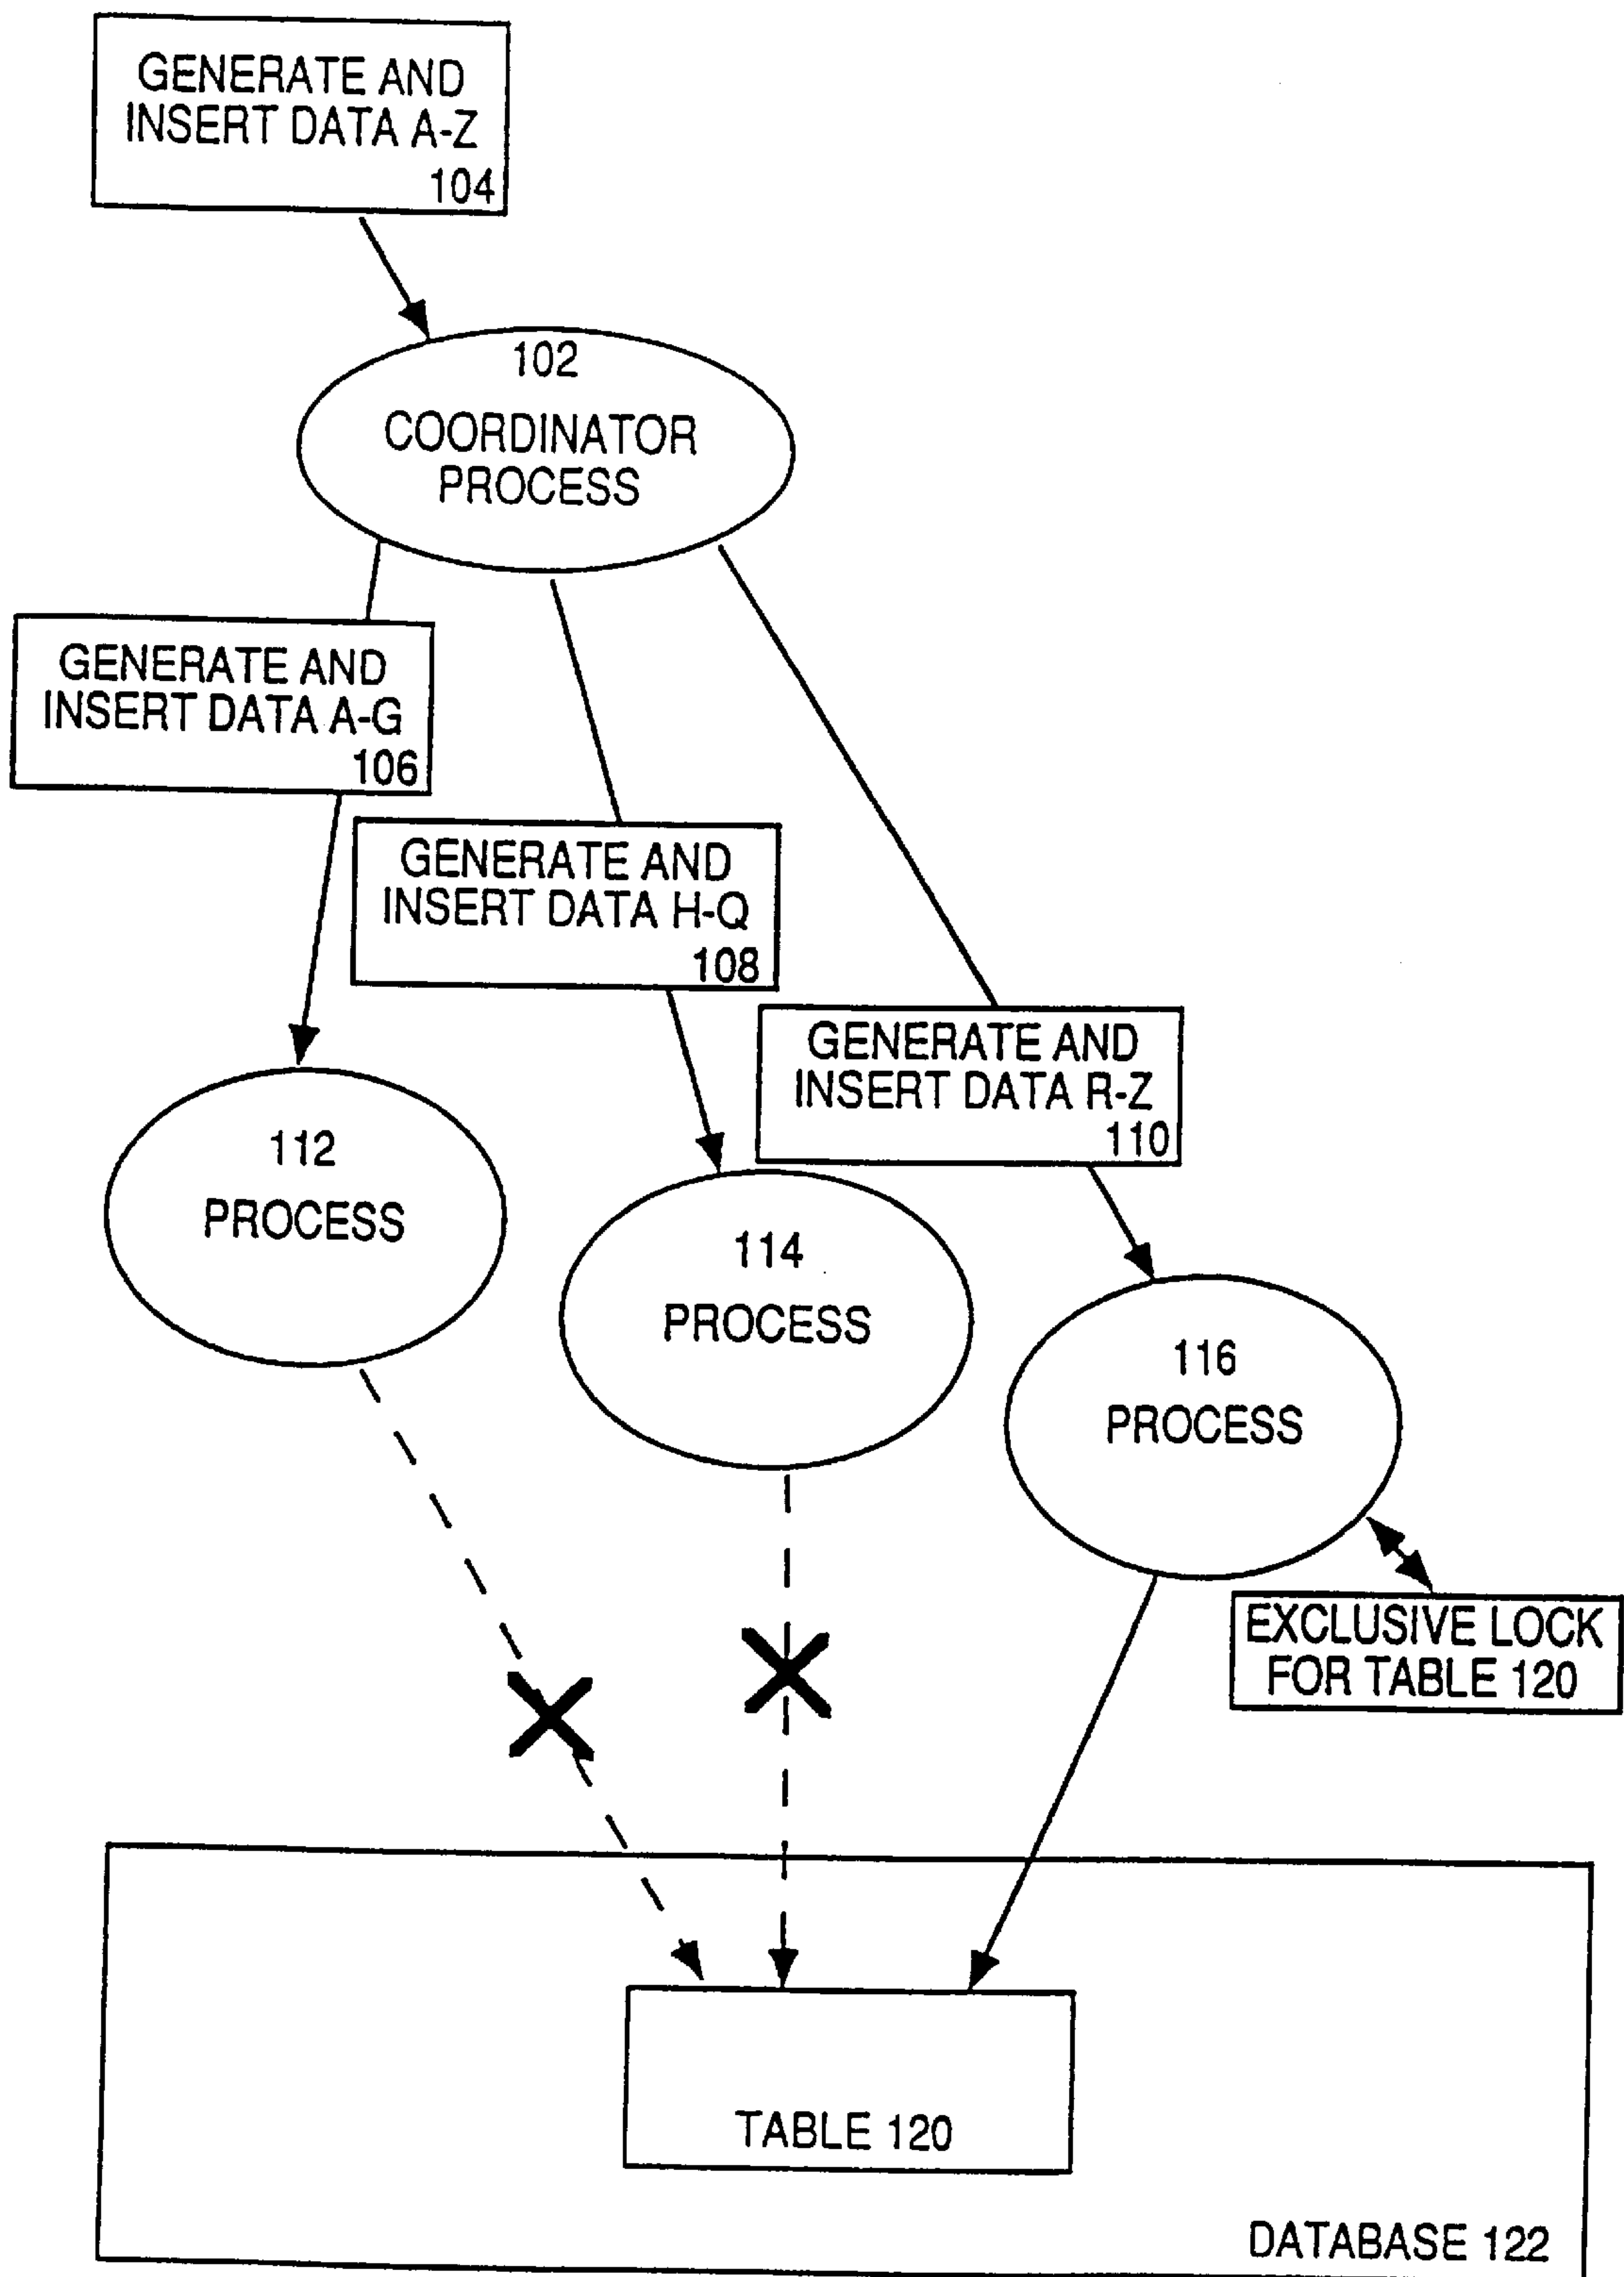 GENERATE AND
INSERT DATA A-Z
104
102
COORDINATOR
PROCESS
GENERATE AND
INSERT DATA A-G
106
GENERATE AND
INSERT DATA H-Q
108
GENERATE AND
INSERT DATA R-Z
110
112
PROCESS
114
PROCESS
116
PROCESS
EXCLUSIVE LOCK
FOR TABLE 120
TABLE 120
DATABASE 122